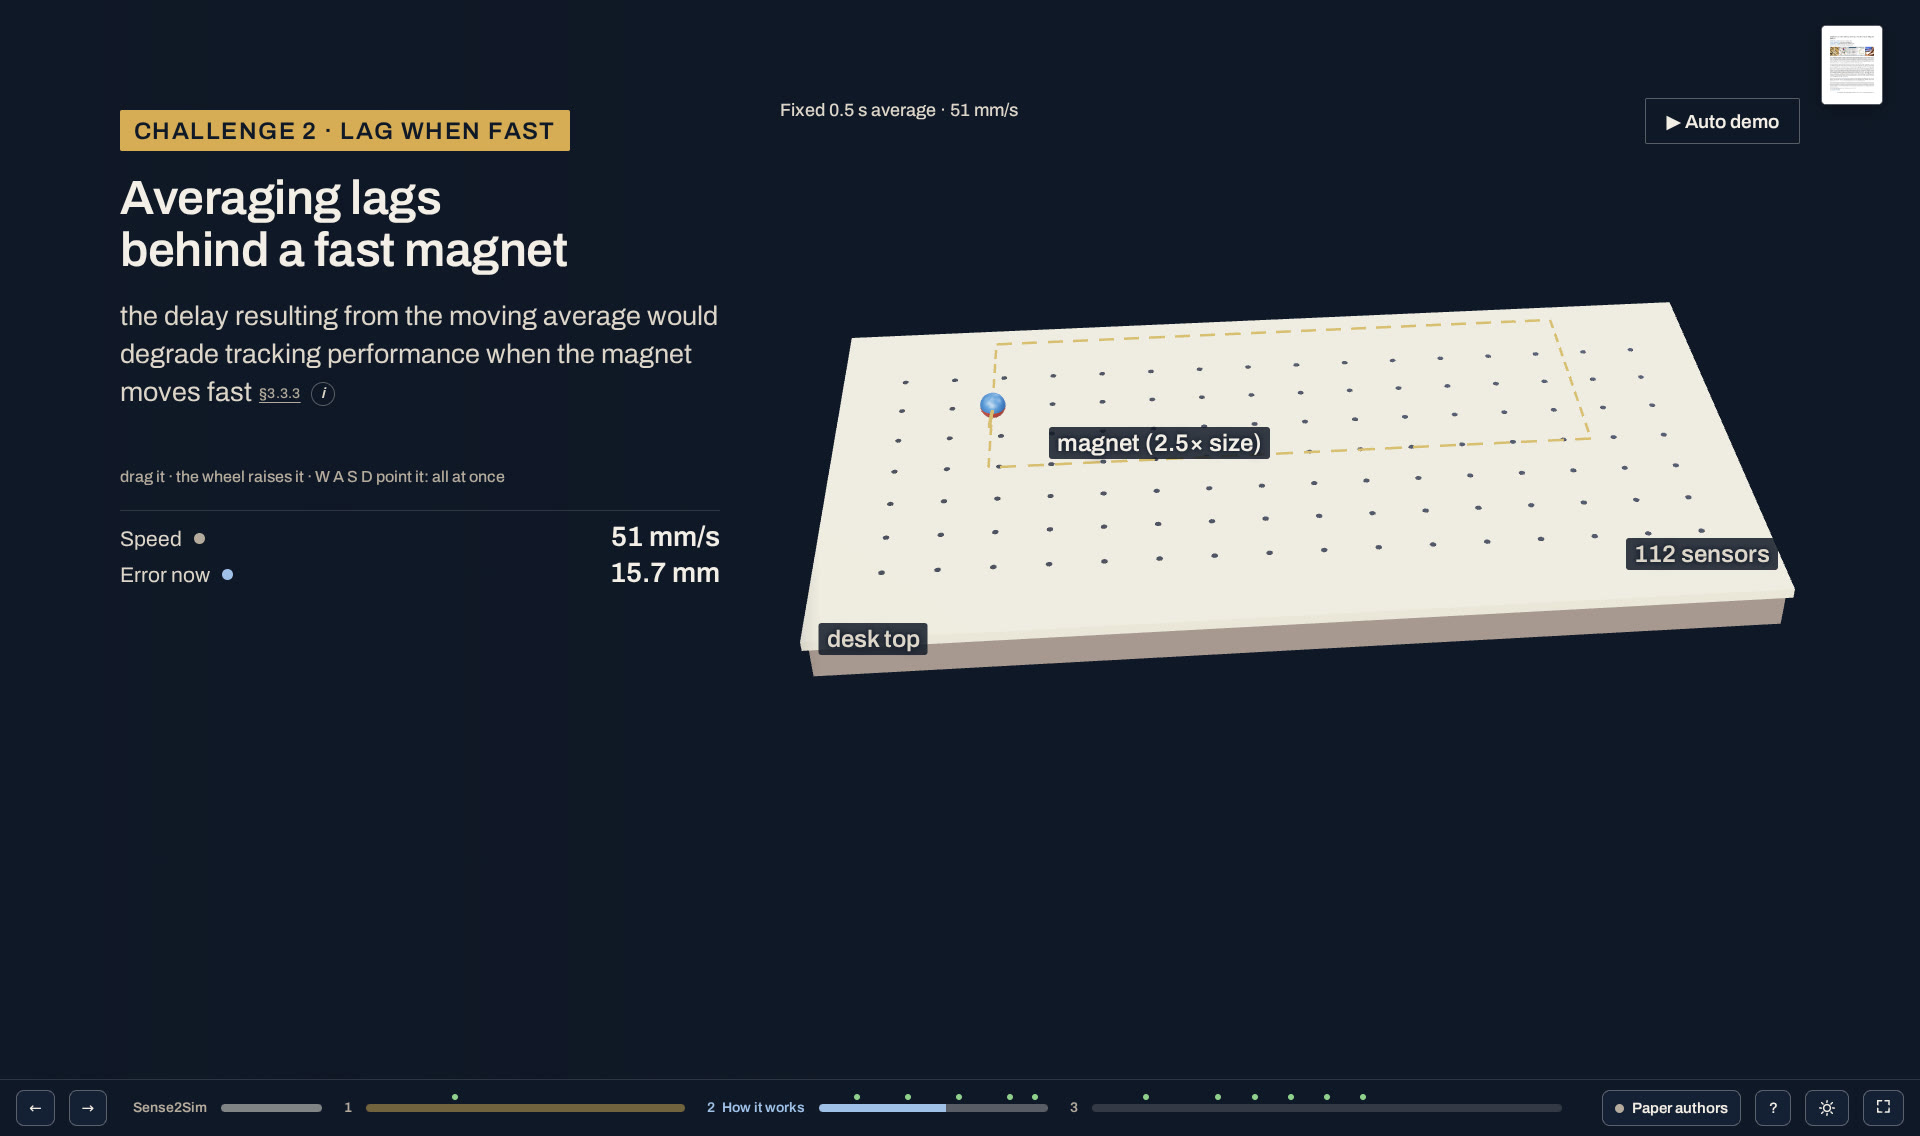 CHALLENGE 2 · LAG WHEN FAST
Averaging lags
behind a fast magnet
the delay resulting from the moving average would
degrade tracking performance when the magnet
moves fast §3.3.3 i
drag it · the wheel raises it · W A S D point it: all at once
Speed 51 mm/s
Error now 15.7 mm
Fixed 0.5 s average · 51 mm/s
▶ Auto demo
magnet (2.5× size)
112 sensors
desk top
← → Sense2Sim 1 2 How it works 3 Paper authors ?